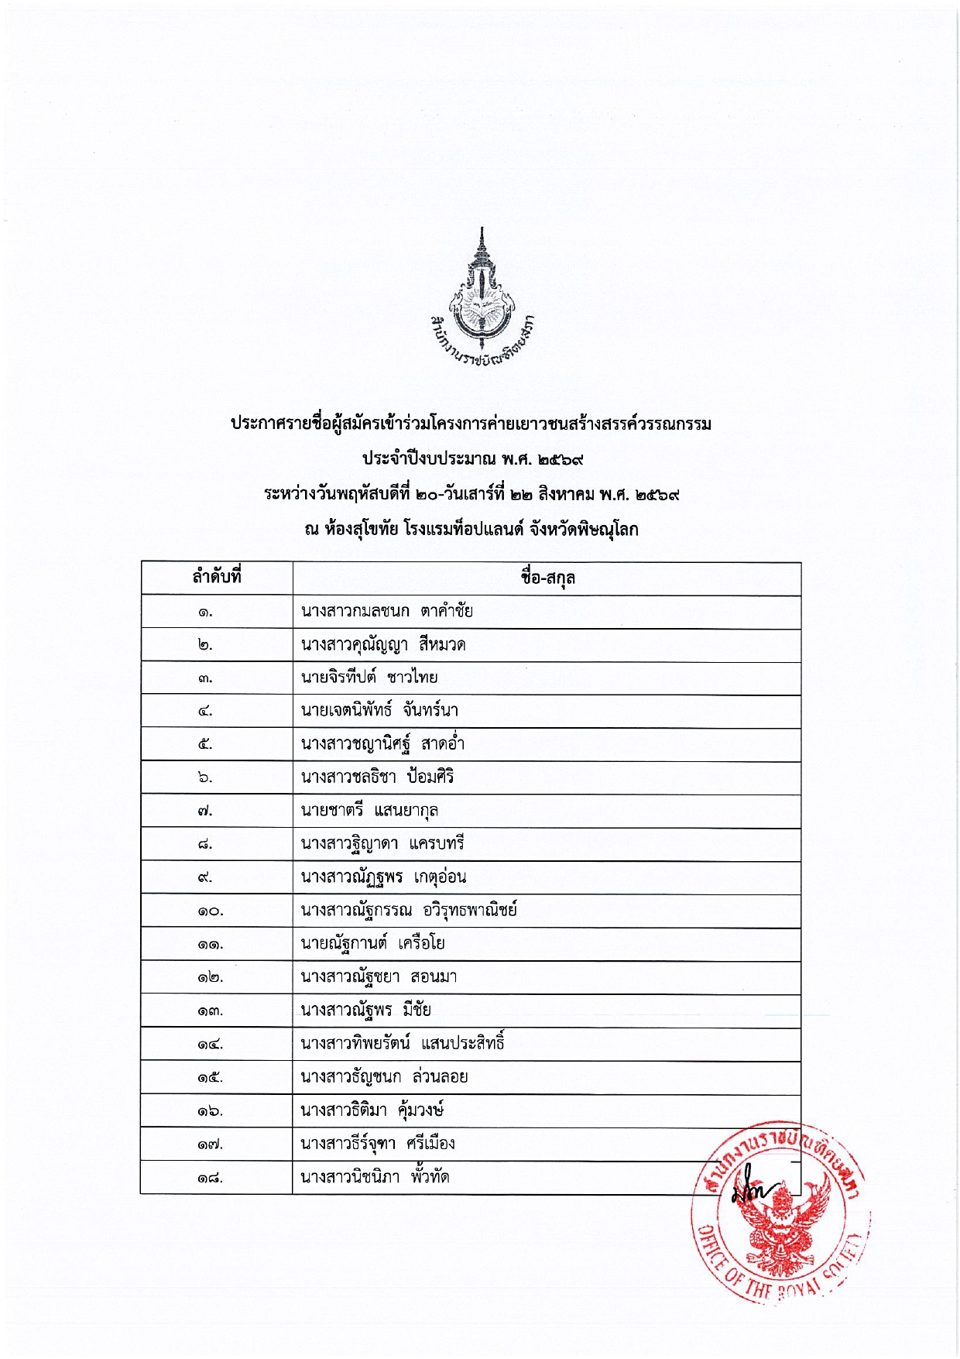 สำนักงานราชบัณฑิตยสภา
ประกาศรายชื่อผู้สมัครเข้าร่วมโครงการค่ายเยาวชนสร้างสรรค์วรรณกรรม
ประจำปีงบประมาณ พ.ศ. ๒๕๖๙
ระหว่างวันพฤหัสบดีที่ ๒๐-วันเสาร์ที่ ๒๒ สิงหาคม พ.ศ. ๒๕๖๙
ณ ห้องสุโขทัย โรงแรมท็อปแลนด์ จังหวัดพิษณุโลก
ลำดับที่ ชื่อ-สกุล
๑. นางสาวกมลชนก ตาคำชัย
๒. นางสาวคุณัญญา สีหมวด
๓. นายจิรทีปต์ ชาวไทย
๔. นายเจตนิพัทธ์ จันทร์นา
๕. นางสาวชญานิศฐ์ สาดอ่ำ
๖. นางสาวชลธิชา ป้อมศิริ
๗. นายชาตรี แสนยากุล
๘. นางสาวฐิญาดา แครบทรี
๙. นางสาวณัฏฐพร เกตุอ่อน
๑๐. นางสาวณัฐกรรณ อวิรุทธพาณิชย์
๑๑. นายณัฐกานต์ เครือโย
๑๒. นางสาวณัฐชยา สอนมา
๑๓. นางสาวณัฐพร มีชัย
๑๔. นางสาวทิพยรัตน์ แสนประสิทธิ์
๑๕. นางสาวธัญชนก ล่วนลอย
๑๖. นางสาวธิติมา คุ้มวงษ์
๑๗. นางสาวธีร์จุฑา ศรีเมือง
๑๘. นางสาวนิชนิภา พั้วทัด
สำนักงานราชบัณฑิตยสภา
OFFICE OF THE ROYAL SOCIETY